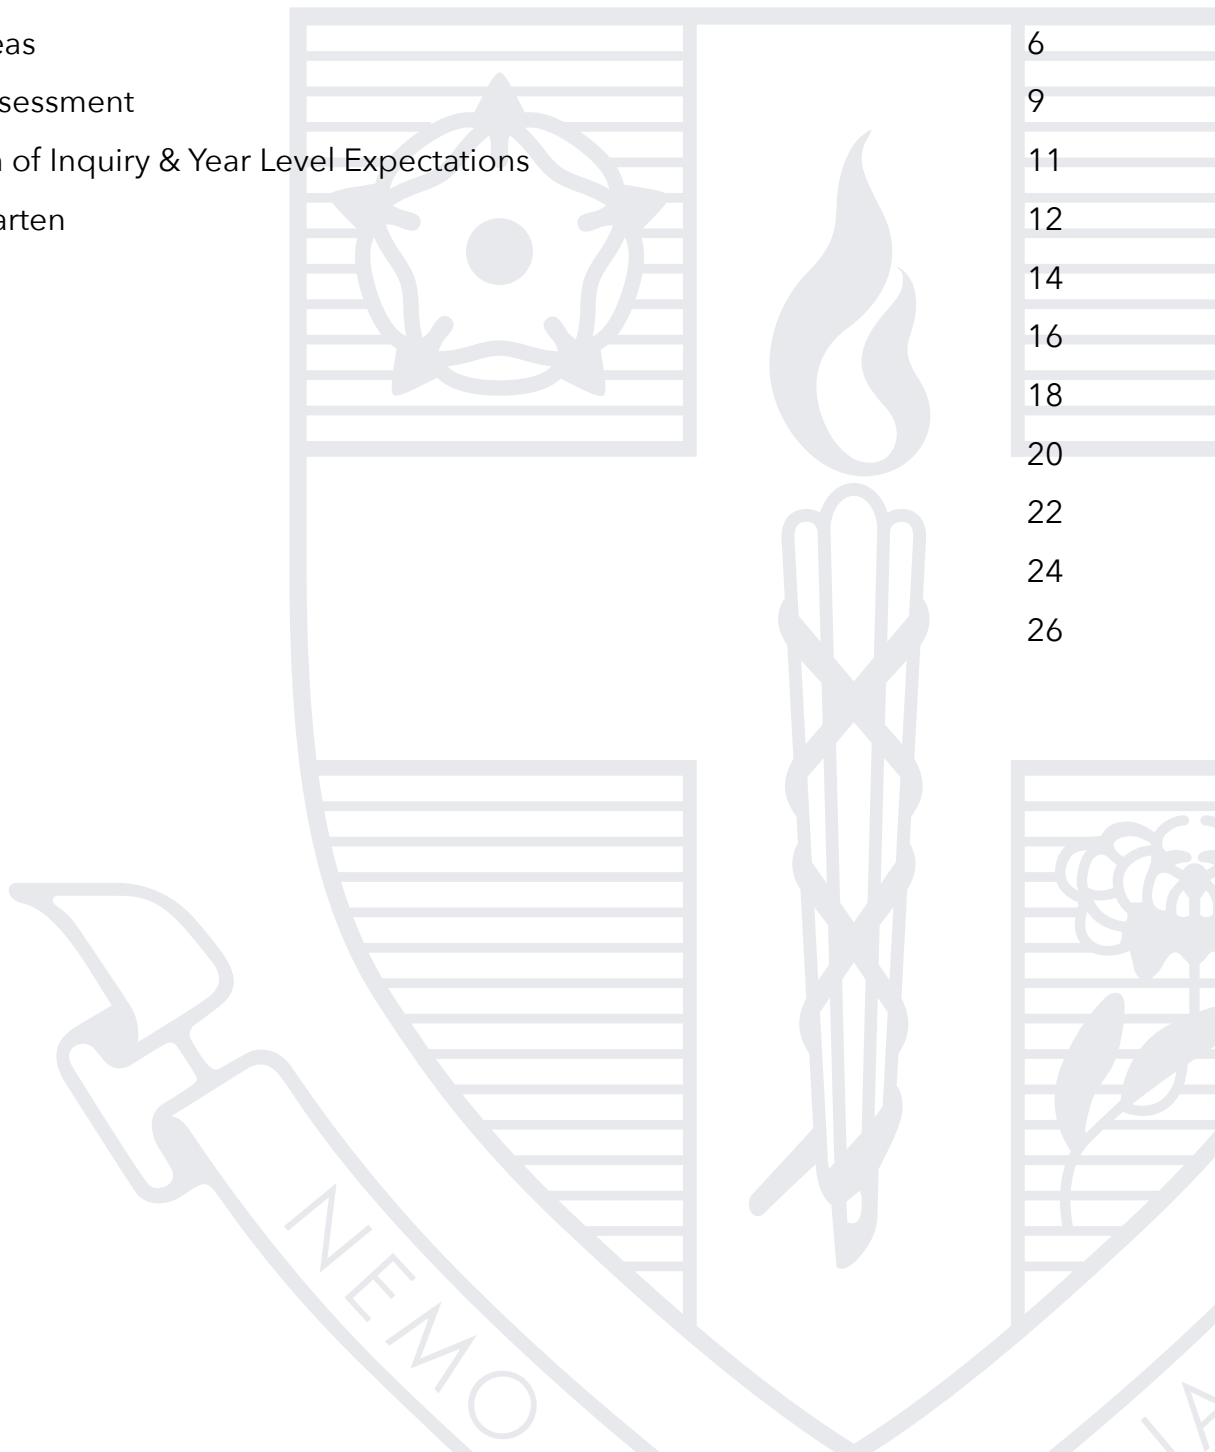 eas 6
sessment 9
of Inquiry & Year Level Expectations 11
arten 12
14
16
18
20
22
24
26
NEMO